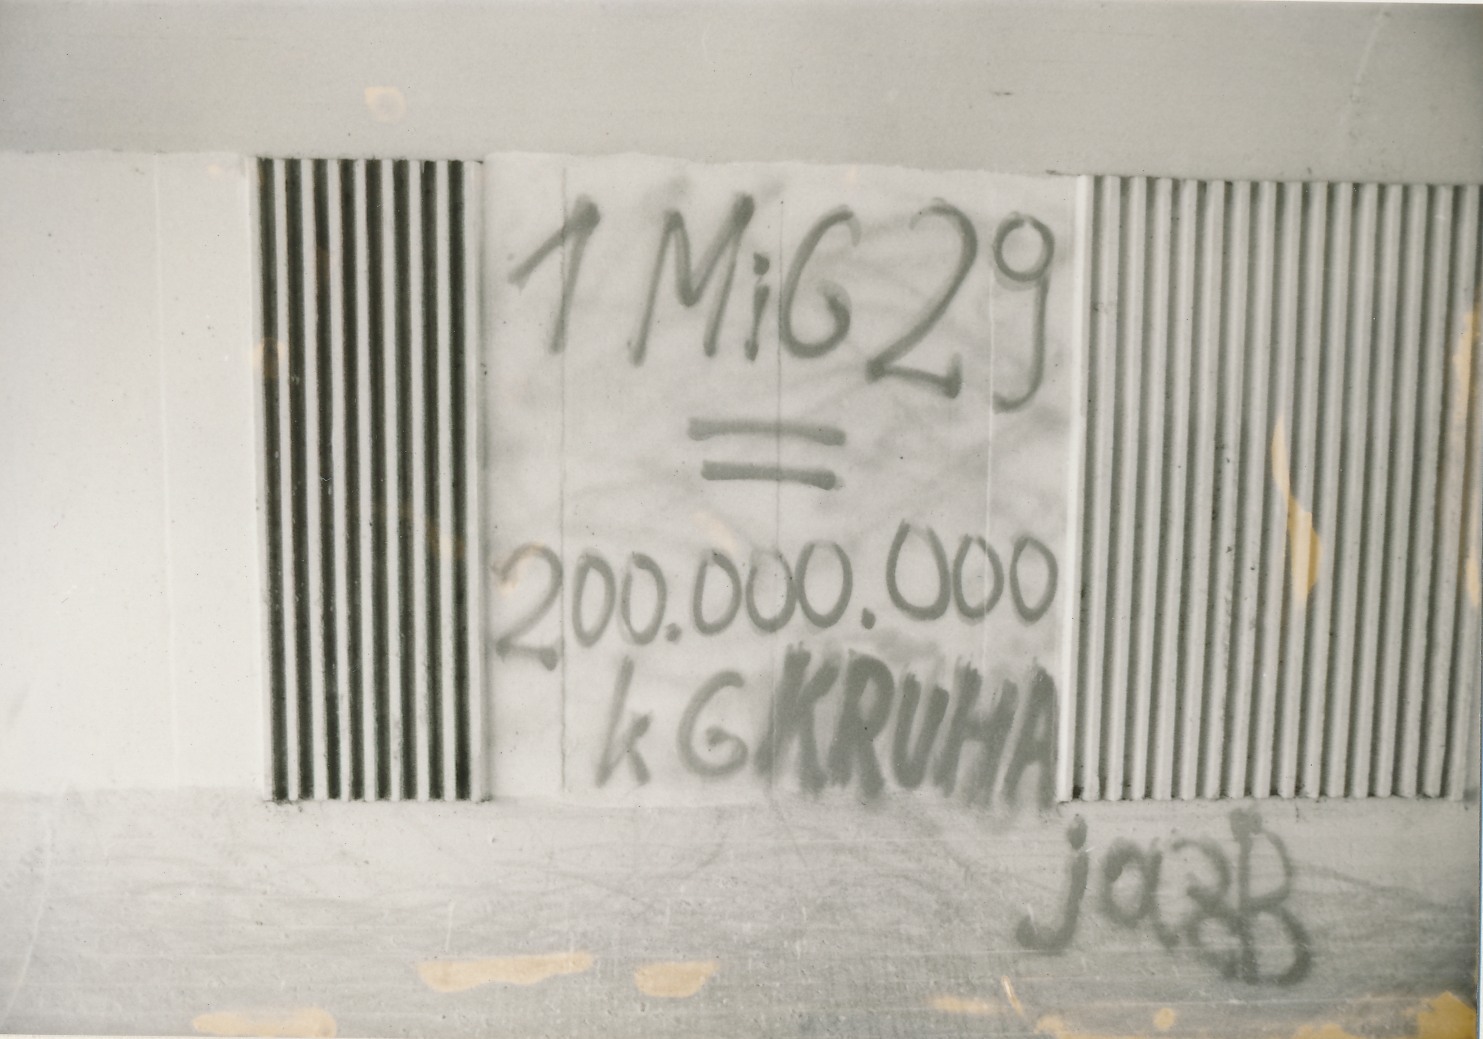 1 MiG 29
=
200.000.000
kG KRUHA
jazB